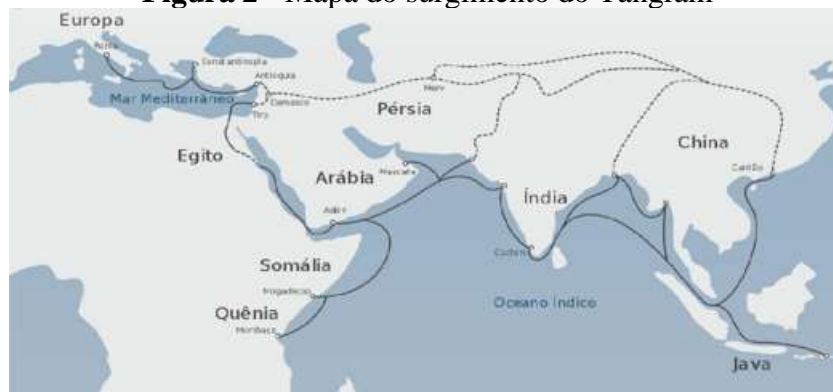 Figura 2 - Mapa do surgimento do Tangram
Europa
Roma
Constantinopla
Antioquia
Mar Mediterrâneo
Damasco
Tiro
Merv
Pérsia
China
Egito
Cantão
Arábia
Mascate
Índia
Adém
Cochim
Somália
Mogadíscio
Oceano Índico
Quênia
Mombaça
Java